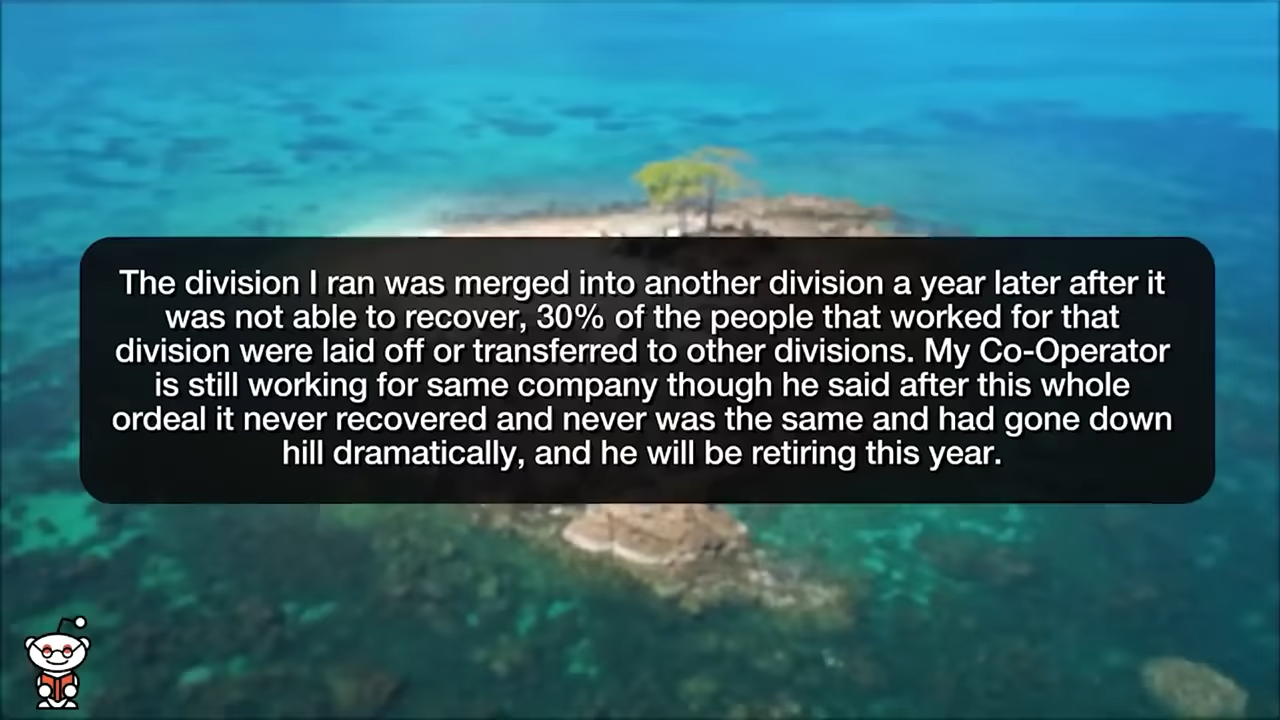 The division I ran was merged into another division a year later after it
was not able to recover, 30% of the people that worked for that
division were laid off or transferred to other divisions. My Co-Operator
is still working for same company though he said after this whole
ordeal it never recovered and never was the same and had gone down
hill dramatically, and he will be retiring this year.